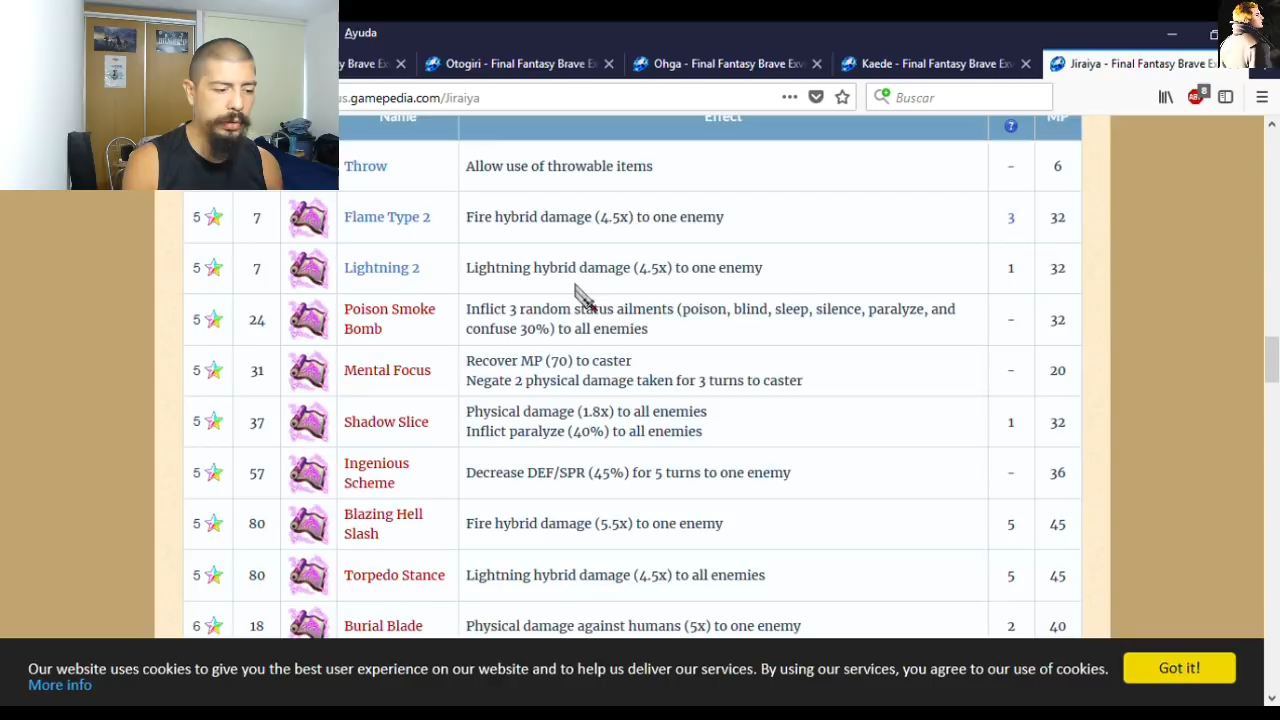 Ayuda
y Brave Ex
Otogiri - Final Fantasy Brave E
Ohga - Final Fantasy Brave Exv
Kaede - Final Fantasy Brave Ex
Jiraiya - Final Fantasy Brave Ex
us.gamepedia.com/Jiraiya
Buscar
8
Name Effect MP
Throw Allow use of throwable items - 6
5 7 Flame Type 2 Fire hybrid damage (4.5x) to one enemy 3 32
5 7 Lightning 2 Lightning hybrid damage (4.5x) to one enemy 1 32
5 24 Poison Smoke Bomb Inflict 3 random status ailments (poison, blind, sleep, silence, paralyze, and - 32
confuse 30%) to all enemies
5 31 Mental Focus Recover MP (70) to caster - 20
Negate 2 physical damage taken for 3 turns to caster
5 37 Shadow Slice Physical damage (1.8x) to all enemies 1 32
Inflict paralyze (40%) to all enemies
5 57 Ingenious Scheme Decrease DEF/SPR (45%) for 5 turns to one enemy - 36
5 80 Blazing Hell Slash Fire hybrid damage (5.5x) to one enemy 5 45
5 80 Torpedo Stance Lightning hybrid damage (4.5x) to all enemies 5 45
6 18 Burial Blade Physical damage against humans (5x) to one enemy 2 40
Our website uses cookies to give you the best user experience on our website and to help us deliver our services. By using our services, you agree to our use of cookies.
More info
Got it!